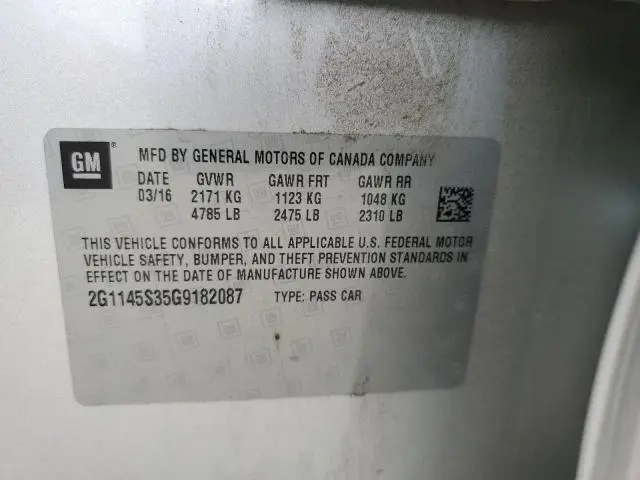 GM
MFD BY GENERAL MOTORS OF CANADA COMPANY
DATE GVWR GAWR FRT GAWR RR
03/16 2171 KG 1123 KG 1048 KG
4785 LB 2475 LB 2310 LB
THIS VEHICLE CONFORMS TO ALL APPLICABLE U.S. FEDERAL MOTOR
VEHICLE SAFETY, BUMPER, AND THEFT PREVENTION STANDARDS IN
EFFECT ON THE DATE OF MANUFACTURE SHOWN ABOVE.
2G1145S35G9182087 TYPE: PASS CAR